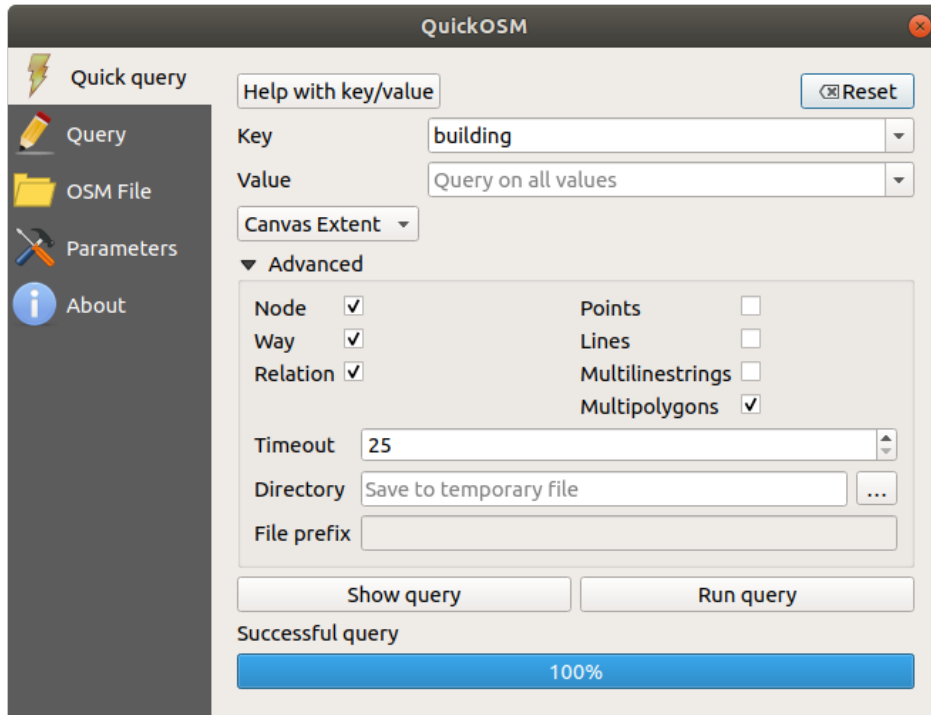 QuickOSM
Quick query
Query
OSM File
Parameters
About
Help with key/value
Reset
Key
building
Value
Query on all values
Canvas Extent
Advanced
Node
Points
Way
Lines
Relation
Multilinestrings
Multipolygons
Timeout
25
Directory
Save to temporary file
...
File prefix
Show query
Run query
Successful query
100%